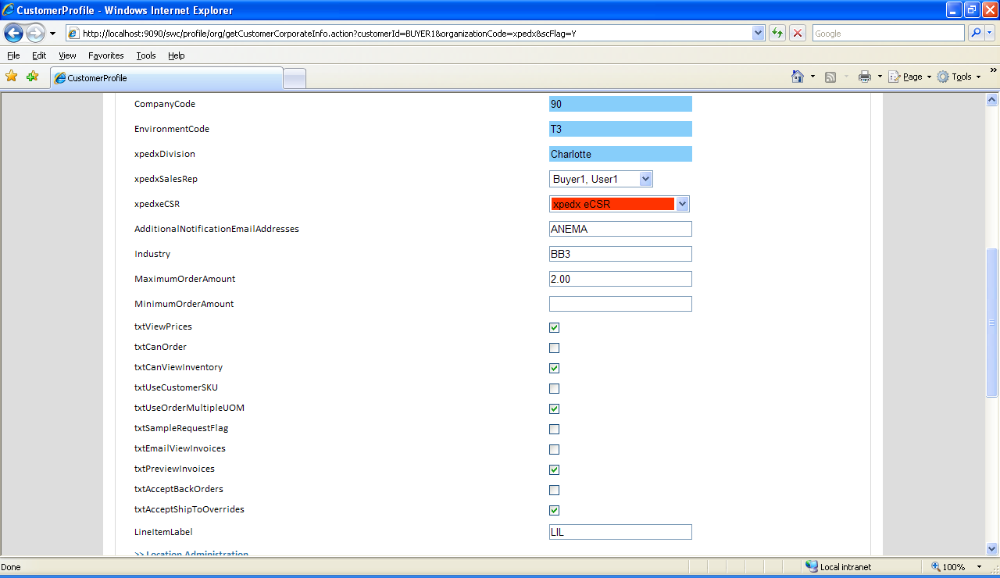 CustomerProfile - Windows Internet Explorer
http://localhost:9090/swc/profile/org/getCustomerCorporateInfo.action?customerId=BUYER1&organizationCode=xpedx&scFlag=Y
Google
File Edit View Favorites Tools Help
CustomerProfile
Page Tools »
CompanyCode 90
EnvironmentCode T3
xpedxDivision Charlotte
xpedxSalesRep Buyer1, User1
xpedxeCSR xpedx eCSR
AdditionalNotificationEmailAddresses ANEMA
Industry BB3
MaximumOrderAmount 2.00
MinimumOrderAmount
txtViewPrices
txtCanOrder
txtCanViewInventory
txtUseCustomerSKU
txtUseOrderMultipleUOM
txtSampleRequestFlag
txtEmailViewInvoices
txtPreviewInvoices
txtAcceptBackOrders
txtAcceptShipToOverrides
LineItemLabel LIL
>> Location Administration
Done Local intranet 100%